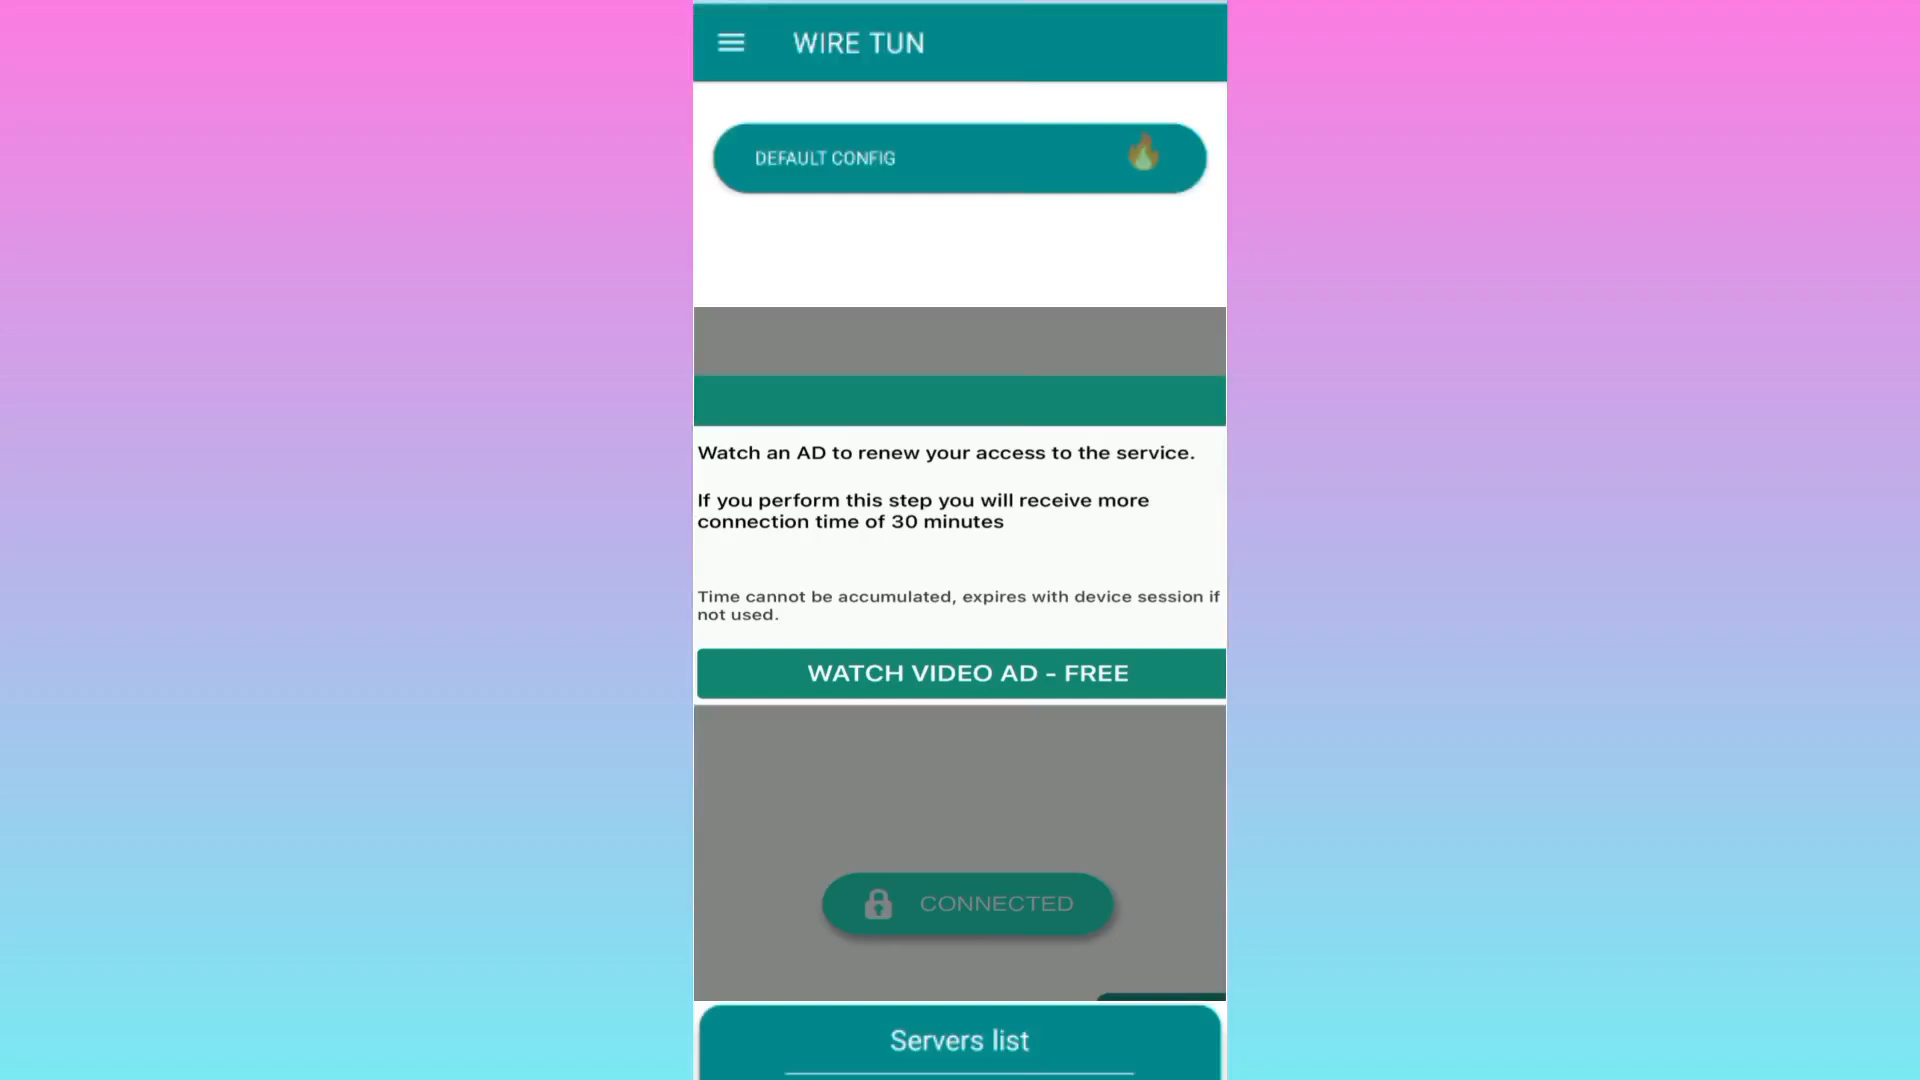 WIRE TUN
DEFAULT CONFIG
Watch an AD to renew your access to the service.
If you perform this step you will receive more
connection time of 30 minutes
Time cannot be accumulated, expires with device session if
not used.
WATCH VIDEO AD - FREE
CONNECTED
Servers list